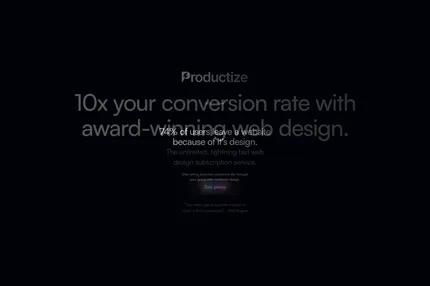 Productize
10x your conversion rate with
award-winning web design.
74% of users leave a website
because of it's design.
The unlimited, lightning fast web
design subscription service.
See plans